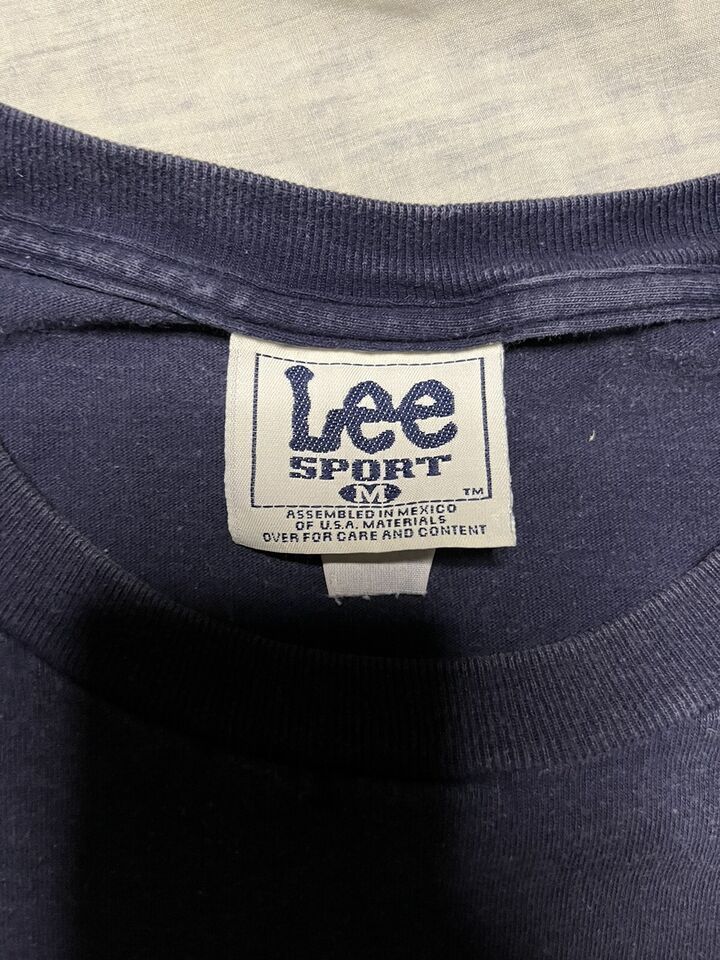 Lee
SPORT
M
TM
ASSEMBLED IN MEXICO
OF U.S.A. MATERIALS
OVER FOR CARE AND CONTENT